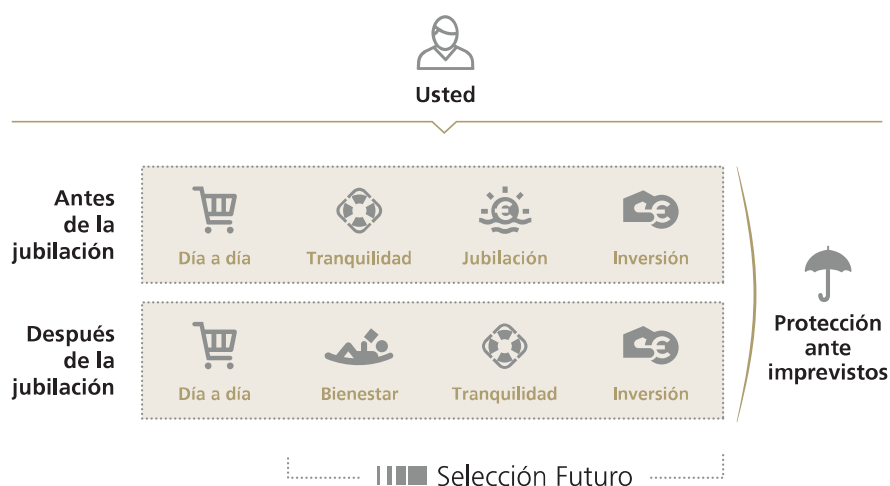 Usted
Antes
de la
jubilación
Día a día
Tranquilidad
Jubilación
Inversión
Después
de la
jubilación
Día a día
Bienestar
Tranquilidad
Inversión
Protección
ante
imprevistos
Selección Futuro